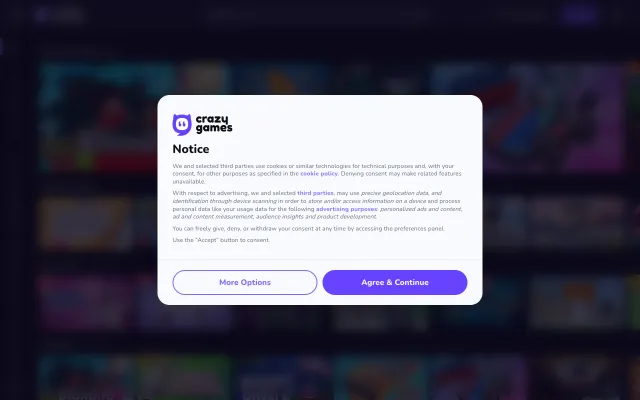 crazy
games
Notice
We and selected third parties use cookies or similar technologies for technical purposes and, with your
consent, for other purposes as specified in the cookie policy. Denying consent may make related features
unavailable.
With respect to advertising, we and selected third parties, may use precise geolocation data, and
identification through device scanning in order to store and/or access information on a device and process
personal data like your usage data for the following advertising purposes: personalized ads and content,
ad and content measurement, audience insights and product development.
You can freely give, deny, or withdraw your consent at any time by accessing the preferences panel.
Use the "Accept" button to consent.
More Options
Agree & Continue